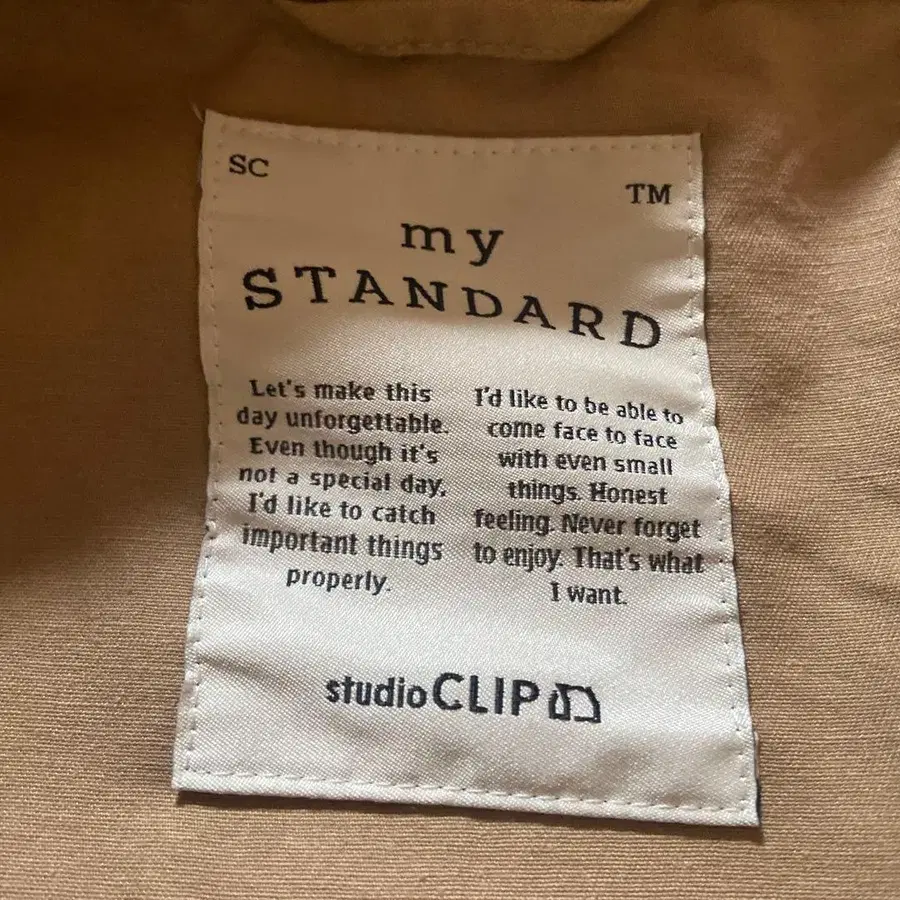 SC
TM
my
STANDARD
Let's make this
day unforgettable.
Even though it's
not a special day,
I'd like to catch
important things
properly.
I'd like to be able to
come face to face
with even small
things. Honest
feeling. Never forget
to enjoy. That's what
I want.
studio CLIP